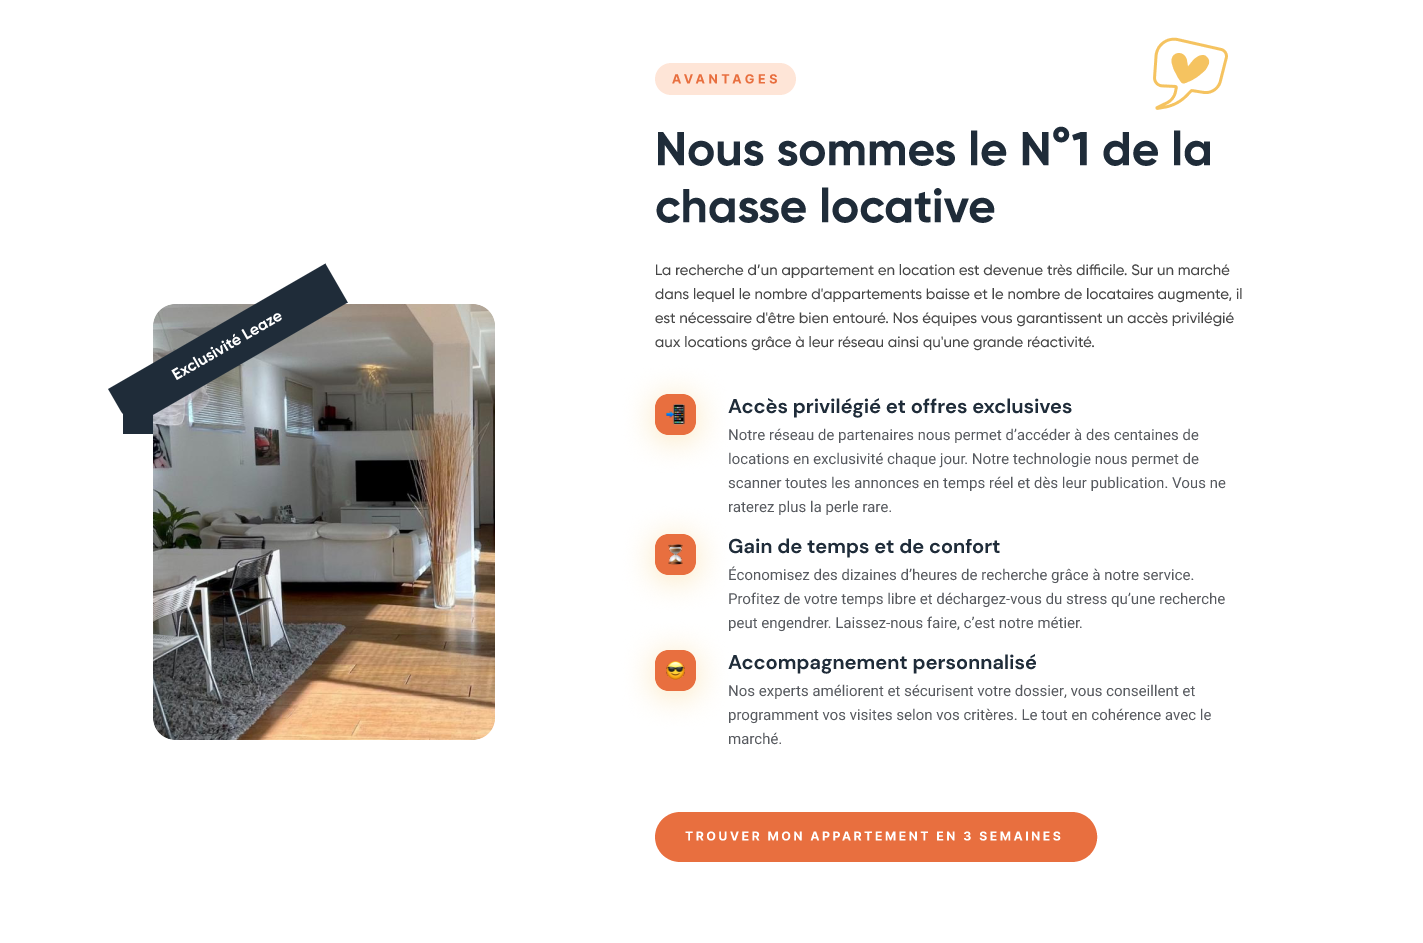 AVANTAGES
Nous sommes le N°1 de la
chasse locative
La recherche d’un appartement en location est devenue très difficile. Sur un marché
dans lequel le nombre d'appartements baisse et le nombre de locataires augmente, il
est nécessaire d'être bien entouré. Nos équipes vous garantissent un accès privilégié
aux locations grâce à leur réseau ainsi qu'une grande réactivité.
Exclusivité Leaze
Accès privilégié et offres exclusives
Notre réseau de partenaires nous permet d’accéder à des centaines de
locations en exclusivité chaque jour. Notre technologie nous permet de
scanner toutes les annonces en temps réel et dès leur publication. Vous ne
raterez plus la perle rare.
Gain de temps et de confort
Économisez des dizaines d’heures de recherche grâce à notre service.
Profitez de votre temps libre et déchargez-vous du stress qu’une recherche
peut engendrer. Laissez-nous faire, c’est notre métier.
Accompagnement personnalisé
Nos experts améliorent et sécurisent votre dossier, vous conseillent et
programment vos visites selon vos critères. Le tout en cohérence avec le
marché.
TROUVER MON APPARTEMENT EN 3 SEMAINES